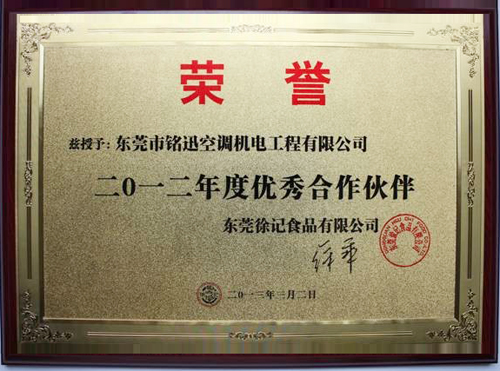 荣誉
兹授予:东莞市铭迅空调机电工程有限公司
二0一二年度优秀合作伙伴
东莞徐记食品有限公司
二0一三年三月二日